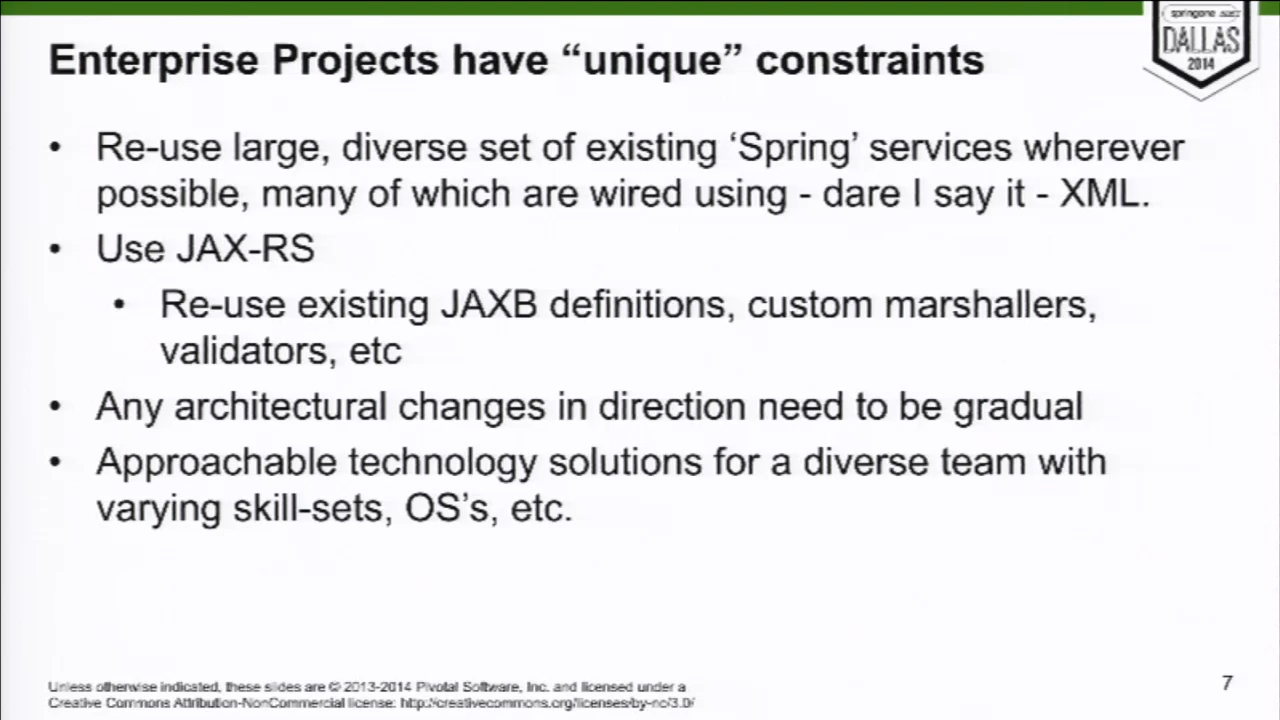 Enterprise Projects have “unique” constraints
springone 2GX
DALLAS
2014
• Re-use large, diverse set of existing ‘Spring’ services wherever
possible, many of which are wired using - dare I say it - XML.
• Use JAX-RS
• Re-use existing JAXB definitions, custom marshallers,
validators, etc
• Any architectural changes in direction need to be gradual
• Approachable technology solutions for a diverse team with
varying skill-sets, OS’s, etc.
Unless otherwise indicated, these slides are © 2013-2014 Pivotal Software, Inc. and licensed under a
Creative Commons Attribution-NonCommercial license: http://creativecommons.org/licenses/by-nc/3.0/
7